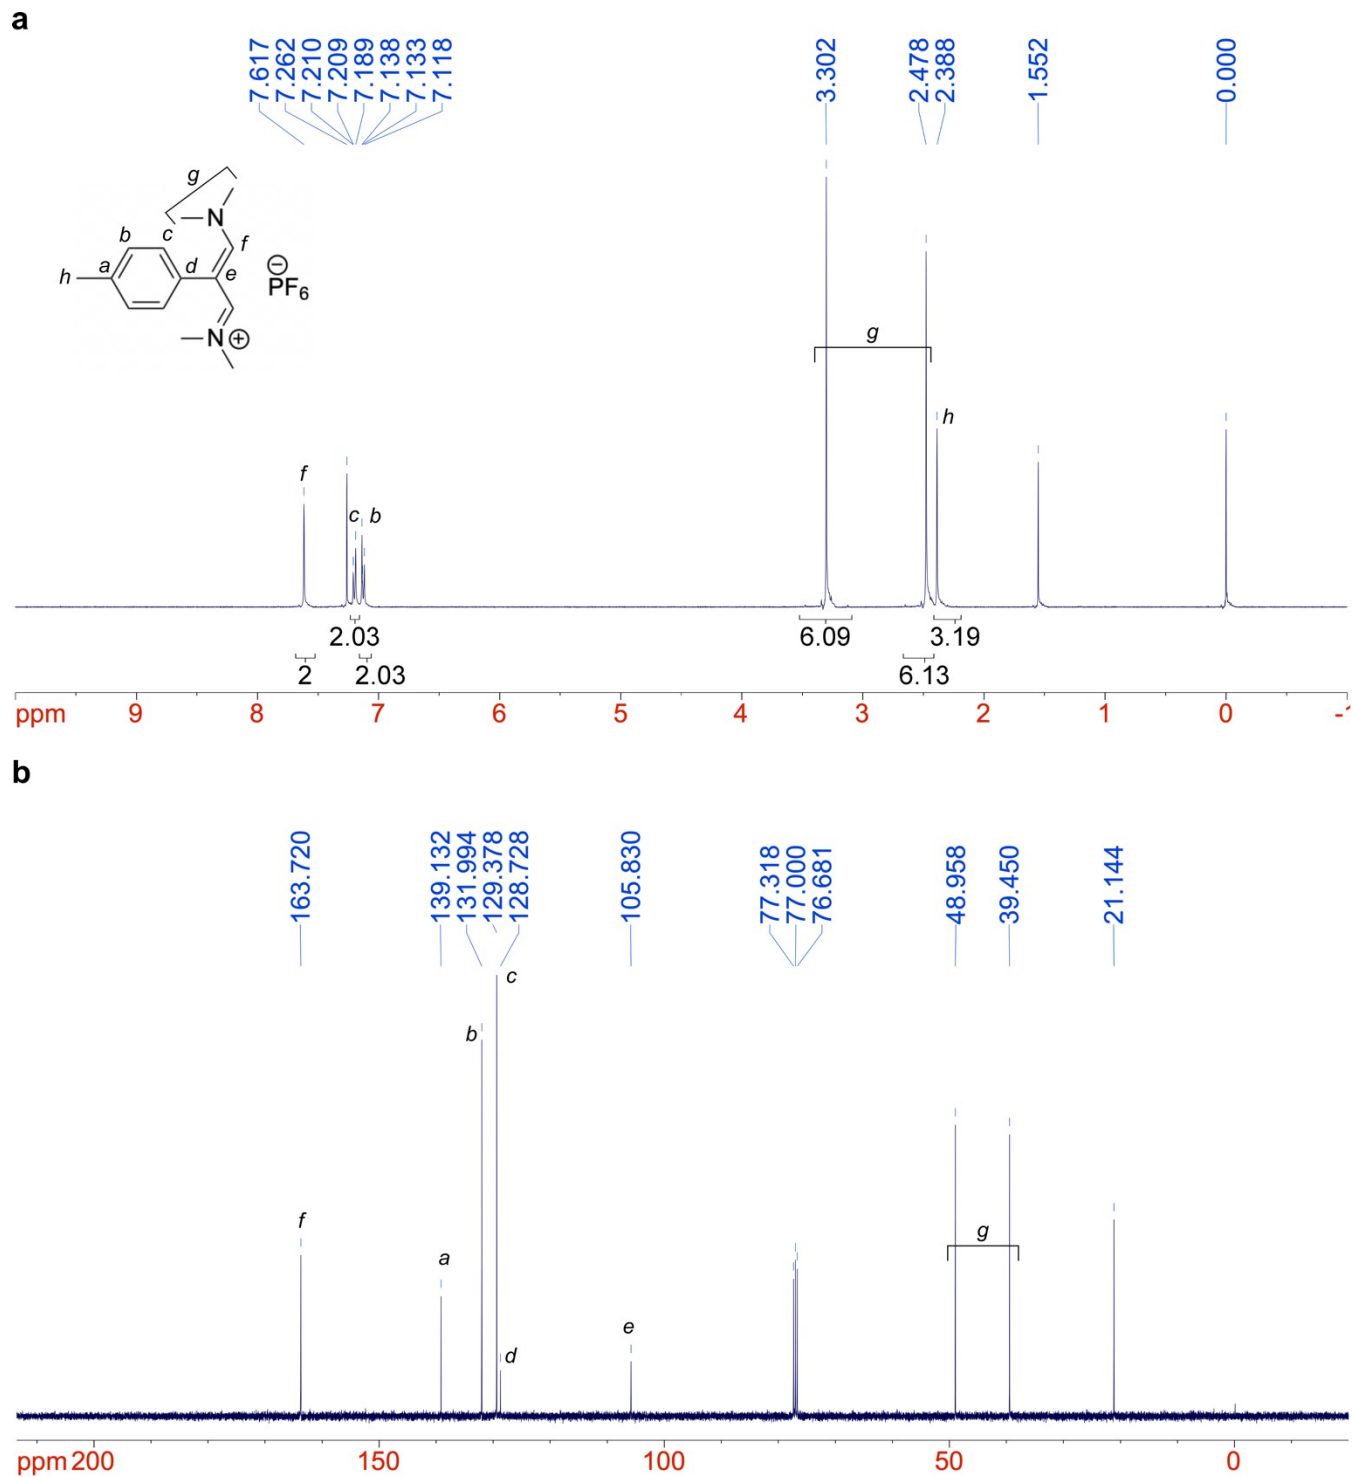 a
7.617
7.262
7.210
7.209
7.189
7.138
7.133
7.118
3.302
2.478
2.388
1.552
0.000
g
N
b c f
h a d e
⊖
PF6
N⊕
g
h
f
c b
2.03 6.09 3.19
2 2.03 6.13
ppm 9 8 7 6 5 4 3 2 1 0 -1
b
163.720
139.132
131.994
129.378
128.728
105.830
77.318
77.000
76.681
48.958
39.450
21.144
c
b
f g
a
e
d
ppm 200 150 100 50 0